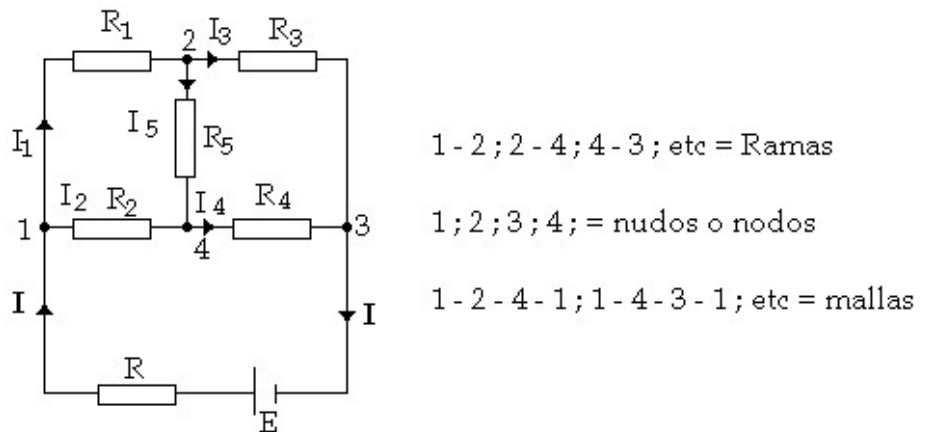 R1
2
I3
R3
I1
I5
R5
1 - 2 ; 2 - 4 ; 4 - 3 ; etc = Ramas
I2
R2
I4
R4
1
4
3
1 ; 2 ; 3 ; 4 ; = nudos o nodos
I
I
1 - 2 - 4 - 1 ; 1 - 4 - 3 - 1 ; etc = mallas
R
E